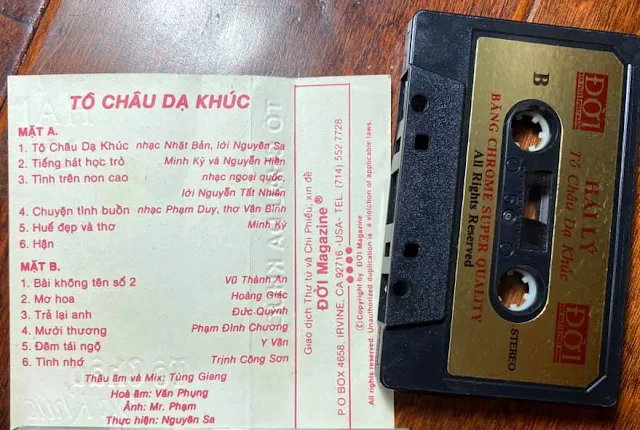 TÔ CHÂU DẠ KHÚC
MẶT A.
1. Tô Châu Dạ Khúc nhạc Nhật Bản, lời Nguyên Sa
2. Tiếng hát học trò Minh Kỳ và Nguyễn Hiền
3. Tình trên non cao nhạc ngoại quốc,
lời Nguyễn Tất Nhiên
4. Chuyện tình buồn nhạc Phạm Duy, thơ Văn Bình
5. Huế đẹp và thơ Minh Kỳ
6. Hận
MẶT B.
1. Bài không tên số 2 Vũ Thành An
2. Mơ hoa Hoàng Giác
3. Trả lại anh Đức Quỳnh
4. Mười thương Phạm Đình Chương
5. Đêm tái ngộ Y Vân
6. Tình nhớ Trịnh Công Sơn
Thâu âm và Mix: Tùng Giang
Hoà âm: Văn Phụng
Ảnh: Mr. Phạm
Thực hiện: Nguyên Sa
Giao dịch Thư từ và Chi Phiếu, xin đề
ĐỜI Magazine ®
P O BOX 4658, IRVINE, CA 92716 -USA- TEL: (714) 552 7728
© Copyright by ĐỜI Magazine
All rights reserved. Unauthorized duplication is a violation of applicable laws.
B
ĐỜI
HẢI LÝ
Tô Châu Dạ Khúc
ĐỜI
BĂNG CHROME SUPER QUALITY
All Rights Reserved
STEREO